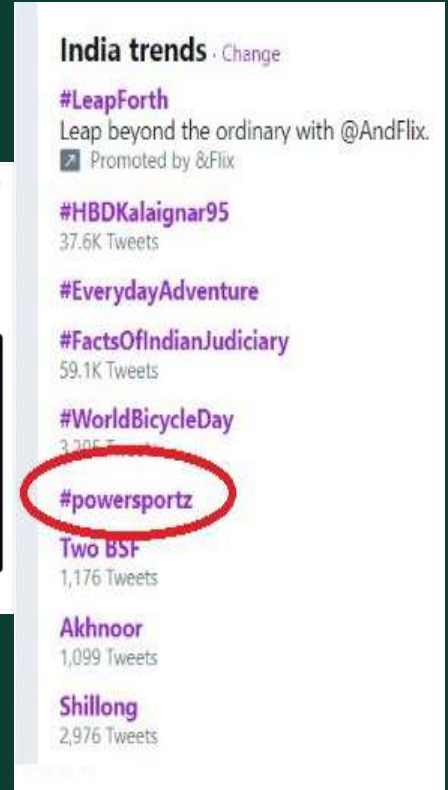 India trends · Change
#LeapForth
Leap beyond the ordinary with @AndFlix.
Promoted by &Flix
#HBDKalaignar95
37.6K Tweets
#EverydayAdventure
#FactsOfIndianJudiciary
59.1K Tweets
#WorldBicycleDay
Tweets
#powersportz
Two BSF
1,176 Tweets
Akhnoor
1,099 Tweets
Shillong
2,976 Tweets